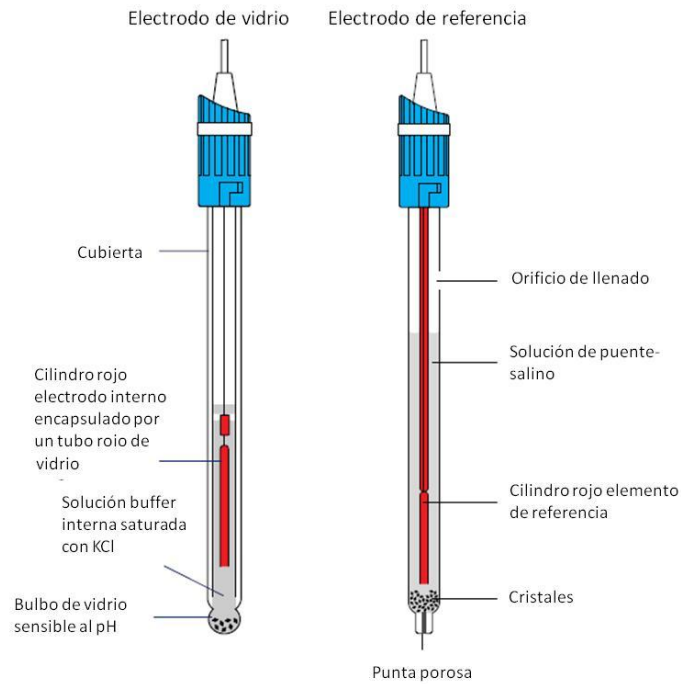 Electrodo de vidrio
Electrodo de referencia
Cubierta
Cilindro rojo
electrodo interno
encapsulado por
un tubo roio de
vidrio
Solución buffer
interna saturada
con KCl
Bulbo de vidrio
sensible al pH
Orificio de llenado
Solución de puente-
salino
Cilindro rojo elemento
de referencia
Cristales
Punta porosa